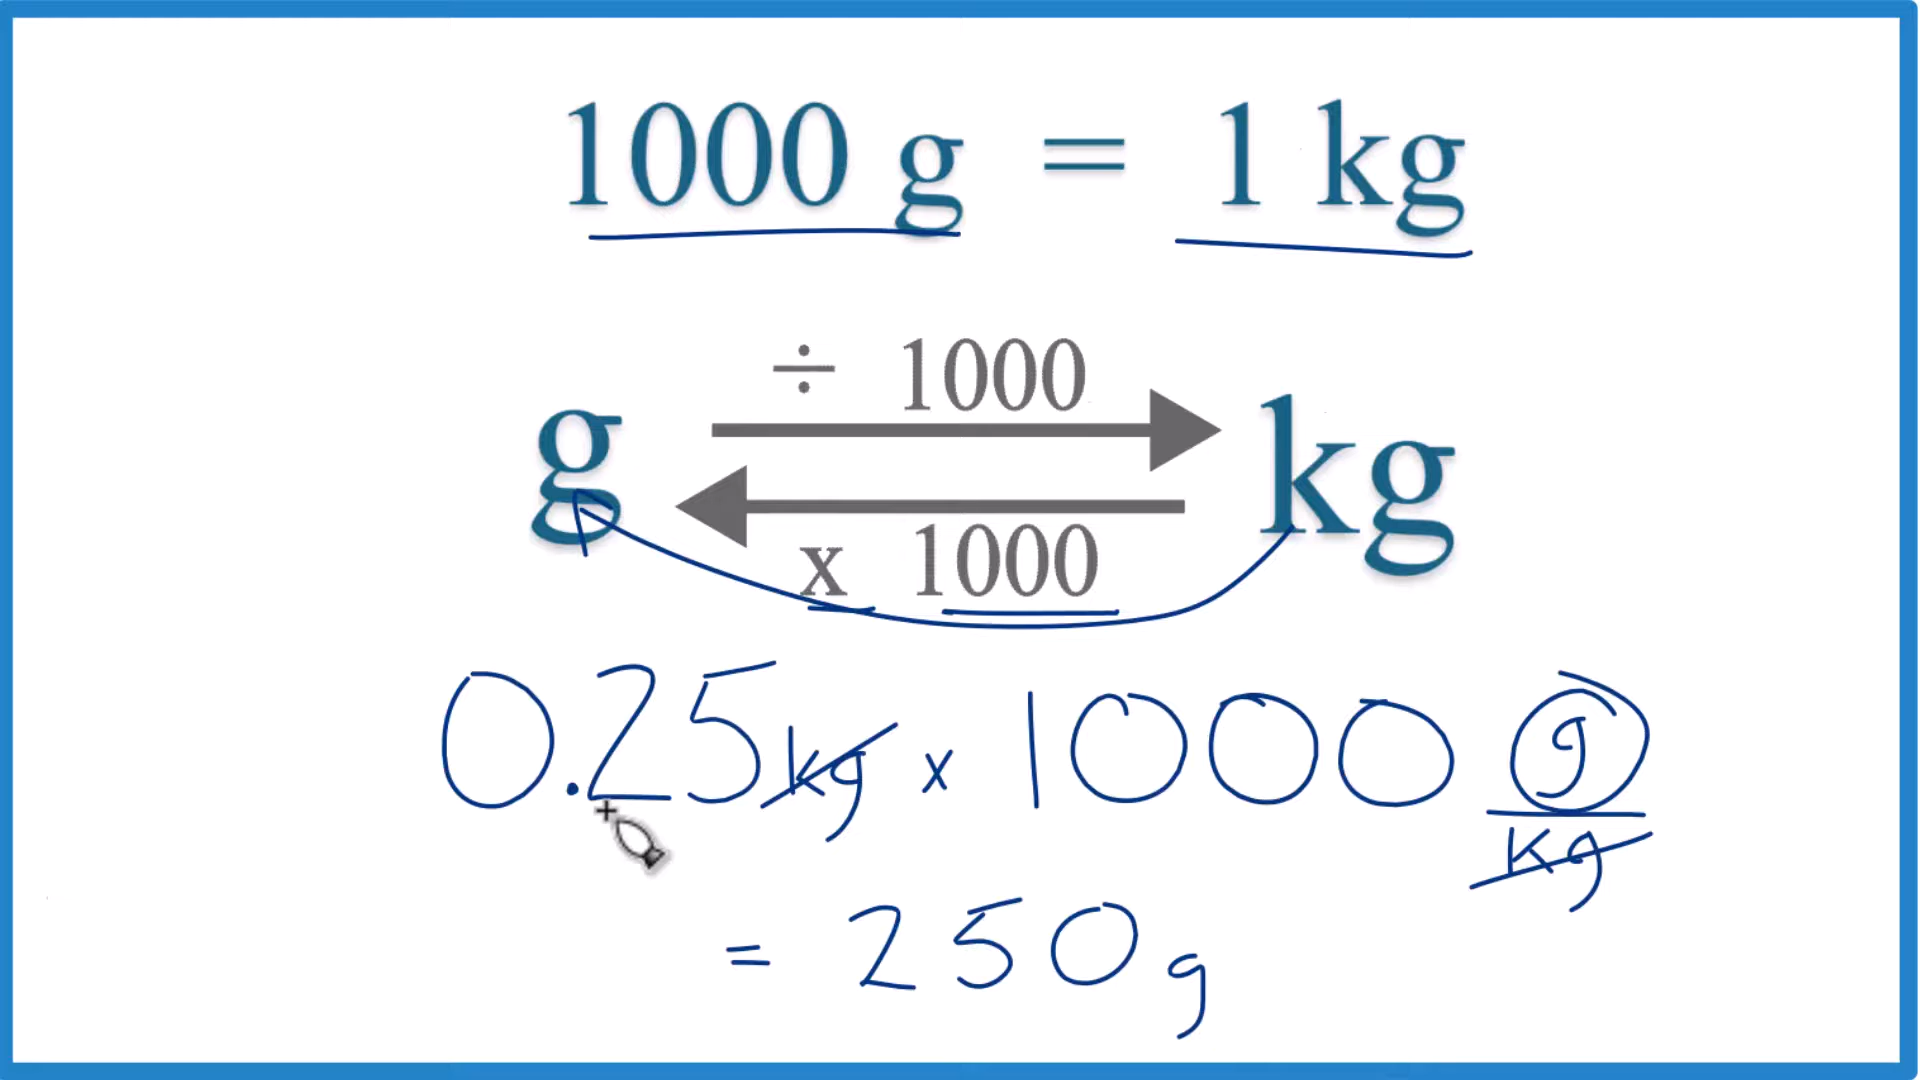 1000 g = 1 kg
÷ 1000
g kg
x 1000
0.25 kg x 1000 g
kg
= 250 g